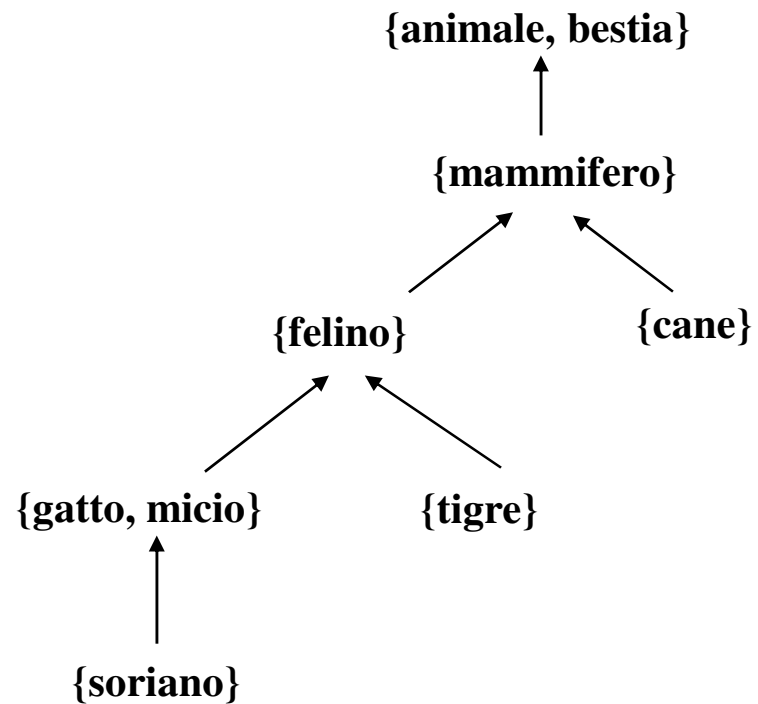 {animale, bestia}
{mammifero}
{felino}
{cane}
{gatto, micio}
{tigre}
{soriano}